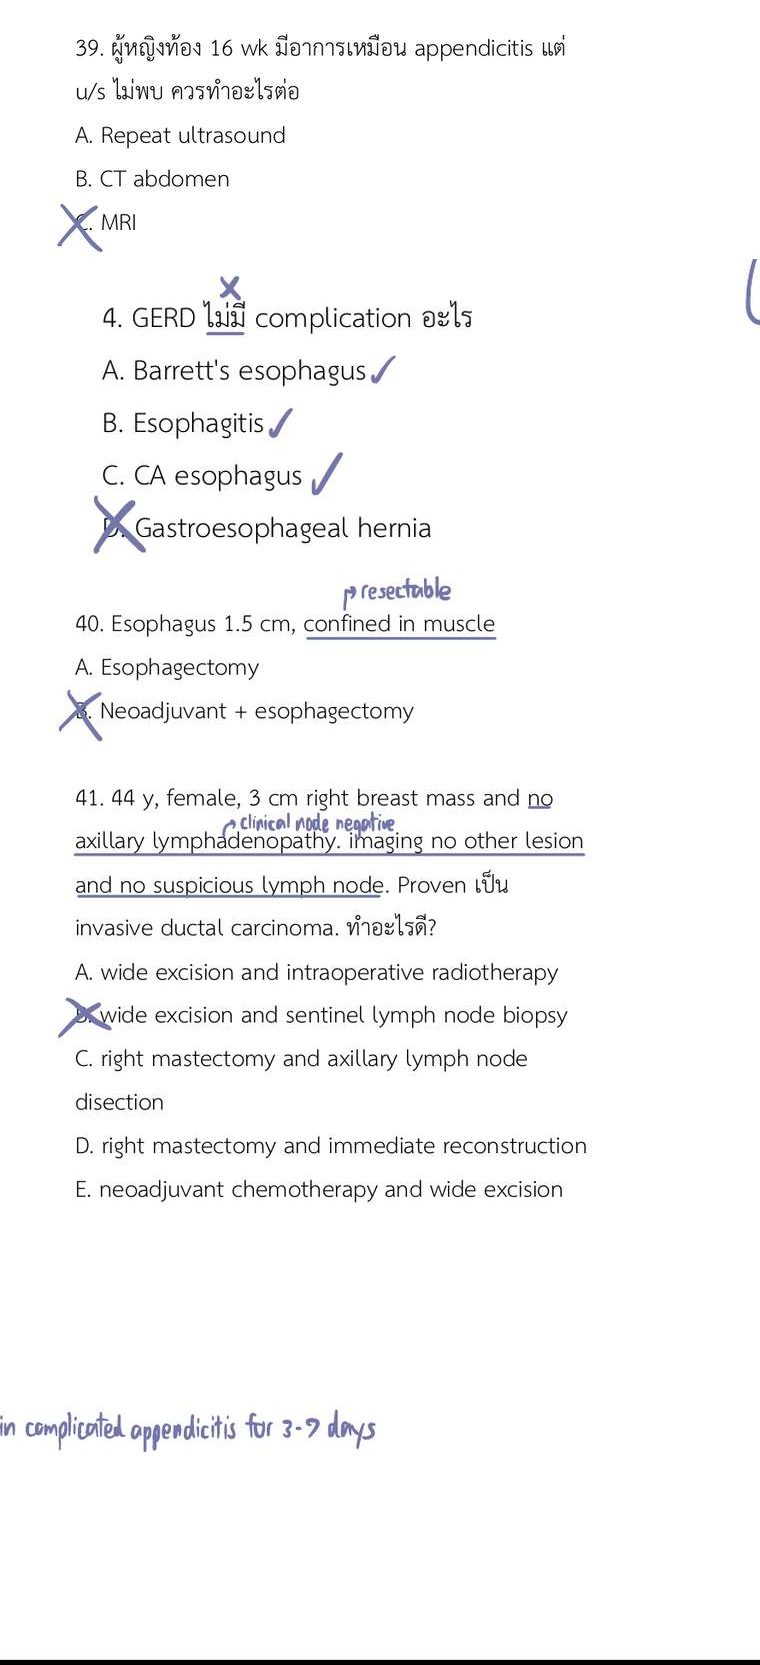 39. ผู้หญิงท้อง 16 wk มีอาการเหมือน appendicitis แต่
u/s ไม่พบ ควรทำอะไรต่อ
A. Repeat ultrasound
B. CT abdomen
C. MRI
4. GERD ไม่มี complication อะไร
A. Barrett's esophagus
B. Esophagitis
C. CA esophagus
D. Gastroesophageal hernia
resectable
40. Esophagus 1.5 cm, confined in muscle
A. Esophagectomy
B. Neoadjuvant + esophagectomy
41. 44 y, female, 3 cm right breast mass and no
clinical node negative
axillary lymphadenopathy. imaging no other lesion
and no suspicious lymph node. Proven เป็น
invasive ductal carcinoma. ทำอะไรดี?
A. wide excision and intraoperative radiotherapy
B. wide excision and sentinel lymph node biopsy
C. right mastectomy and axillary lymph node
disection
D. right mastectomy and immediate reconstruction
E. neoadjuvant chemotherapy and wide excision
in complicated appendicitis for 3-7 days